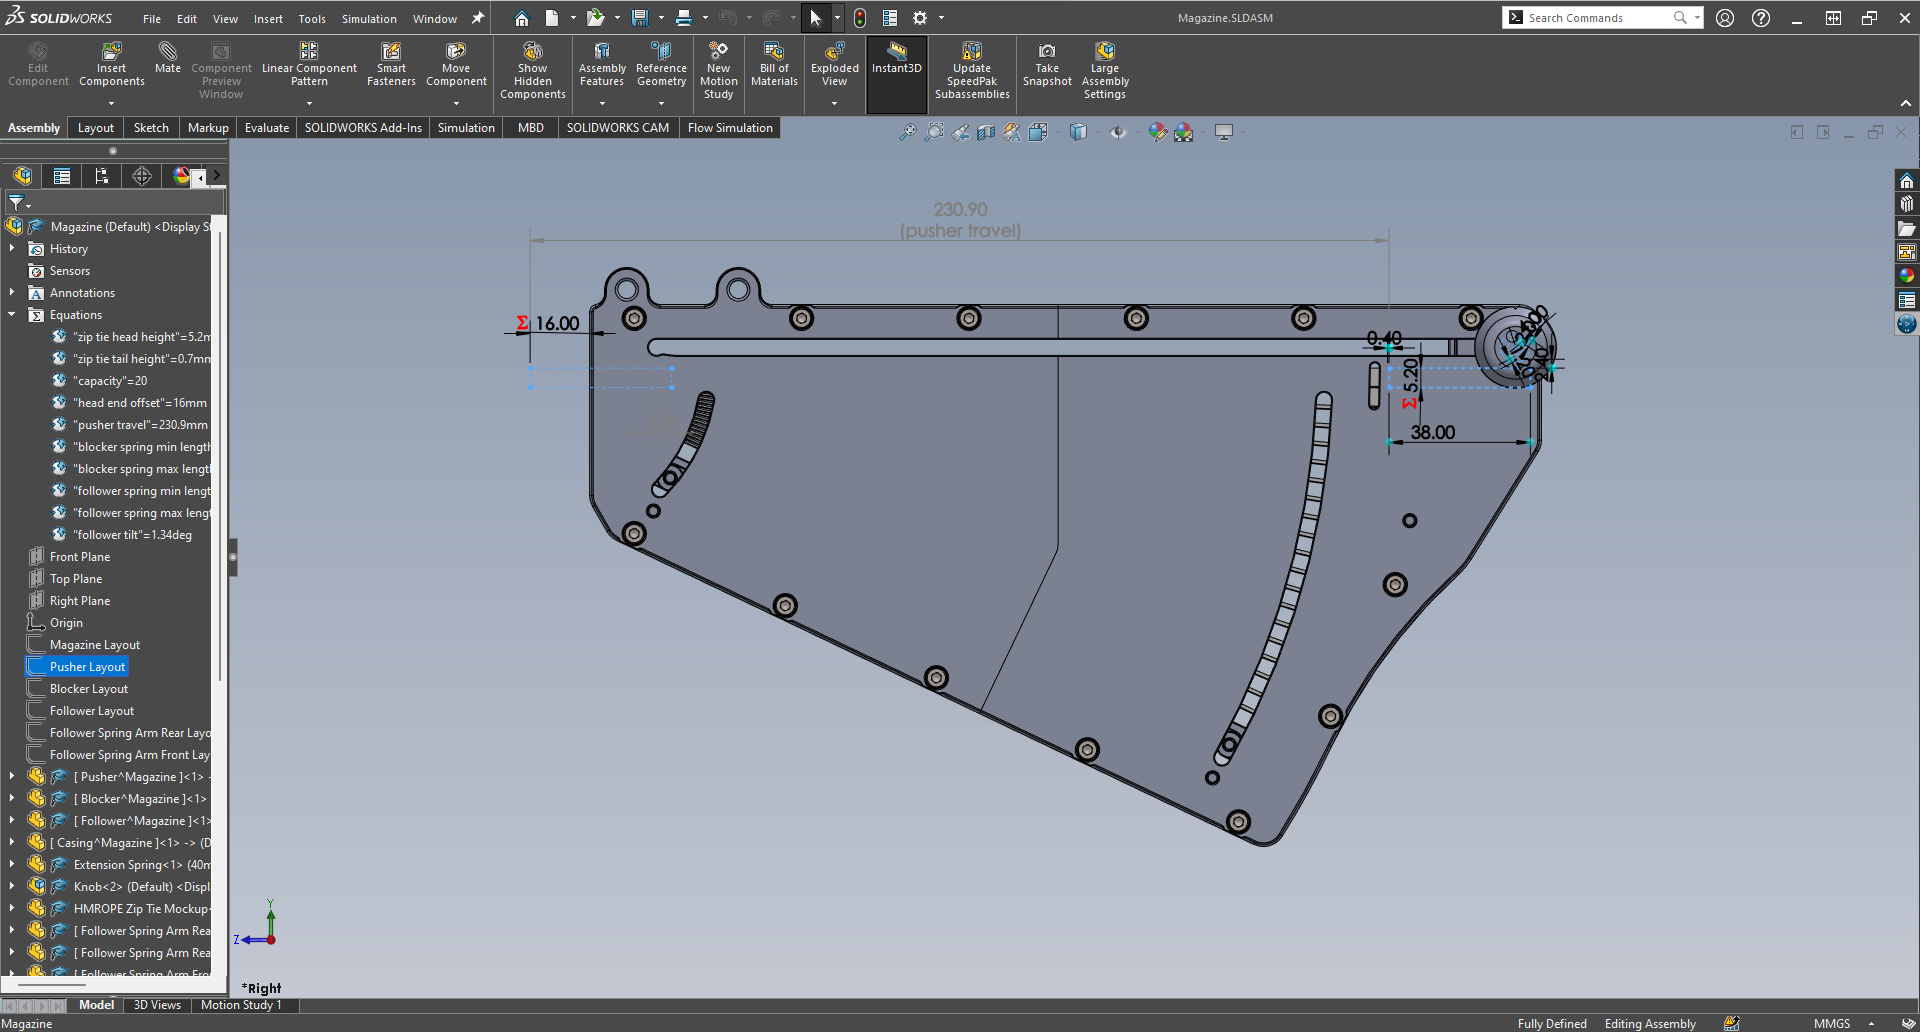 SOLIDWORKS
File
Edit
View
Insert
Tools
Simulation
Window
Magazine.SLDASM
Search Commands
Edit Component
Insert Components
Mate
Component Preview Window
Linear Component Pattern
Smart Fasteners
Move Component
Show Hidden Components
Assembly Features
Reference Geometry
New Motion Study
Bill of Materials
Exploded View
Instant3D
Update SpeedPak Subassemblies
Take Snapshot
Large Assembly Settings
Assembly
Layout
Sketch
Markup
Evaluate
SOLIDWORKS Add-Ins
Simulation
MBD
SOLIDWORKS CAM
Flow Simulation
Magazine (Default) <Display St
History
Sensors
Annotations
Equations
"zip tie head height"=5.2m
"zip tie tail height"=0.7mm
"capacity"=20
"head end offset"=16mm
"pusher travel"=230.9mm
"blocker spring min length
"blocker spring max lengt
"follower spring min lengt
"follower spring max leng
"follower tilt"=1.34deg
Front Plane
Top Plane
Right Plane
Origin
Magazine Layout
Pusher Layout
Blocker Layout
Follower Layout
Follower Spring Arm Rear Layo
Follower Spring Arm Front Lay
[ Pusher^Magazine ]<1> -
[ Blocker^Magazine ]<1>
[ Follower^Magazine ]<1>
[ Casing^Magazine ]<1> -> (D
Extension Spring<1> (40m
Knob<2> (Default) <Displ
HMROPE Zip Tie Mockup<
[ Follower Spring Arm Rea
[ Follower Spring Arm Rea
[ Follower Spring Arm Fro
230.90
(pusher travel)
Σ 16.00
0.40
Σ 5.20
38.00
Y
Z
*Right
Model
3D Views
Motion Study 1
Magazine
Fully Defined
Editing Assembly
MMGS